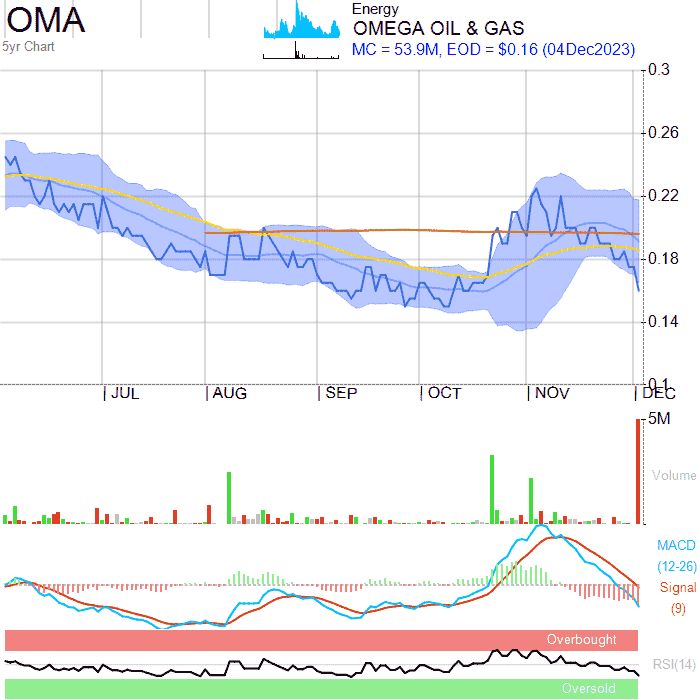 OMA
5yr Chart
Energy
OMEGA OIL & GAS
MC = 53.9M, EOD = $0.16 (04Dec2023)
0.3
0.26
0.22
0.18
0.14
0.1
JUL AUG SEP OCT NOV DEC
5M
Volume
MACD
(12-26)
Signal
(9)
Overbought
RSI(14)
Oversold